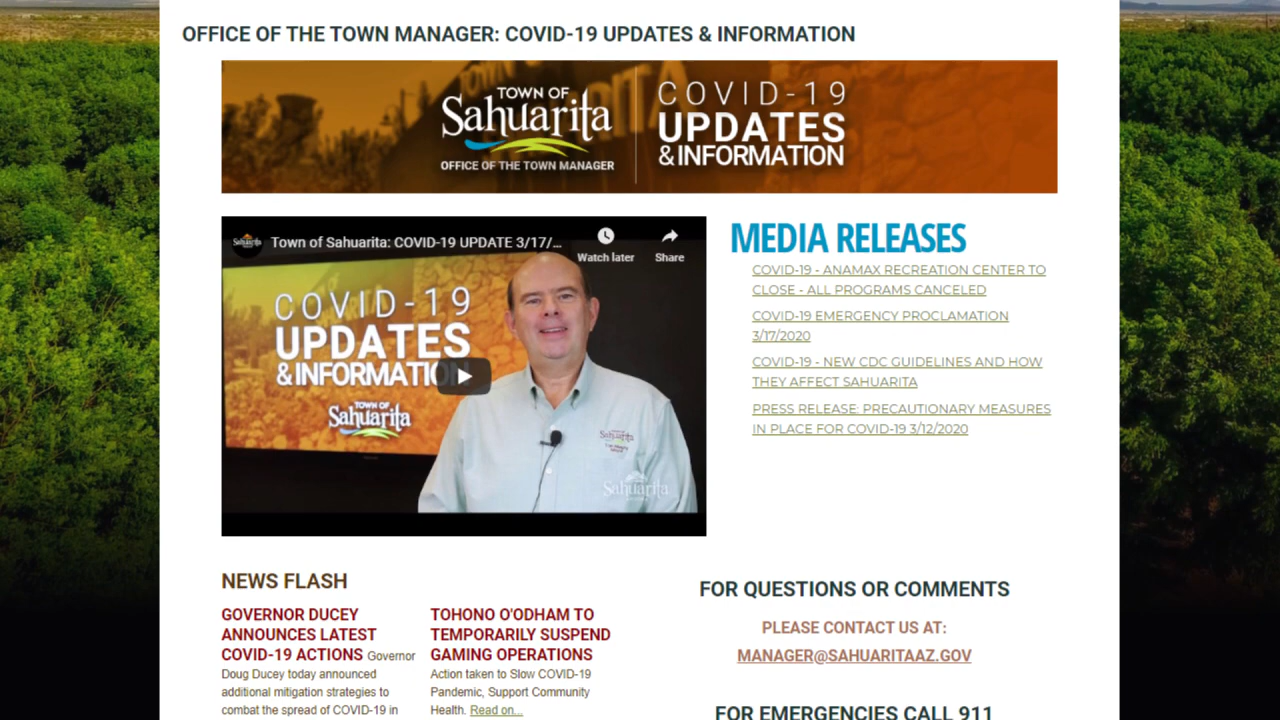 OFFICE OF THE TOWN MANAGER: COVID-19 UPDATES & INFORMATION
TOWN OF
Sahuarita
OFFICE OF THE TOWN MANAGER
COVID-19
UPDATES
& INFORMATION
Town of Sahuarita: COVID-19 UPDATE 3/17/...
Watch later
Share
COVID-19
UPDATES
& INFORMATIO
TOWN OF
Sahuarita
Sahuarita
Sahuarita
MEDIA RELEASES
COVID-19 - ANAMAX RECREATION CENTER TO
CLOSE - ALL PROGRAMS CANCELED
COVID-19 EMERGENCY PROCLAMATION
3/17/2020
COVID-19 - NEW CDC GUIDELINES AND HOW
THEY AFFECT SAHUARITA
PRESS RELEASE: PRECAUTIONARY MEASURES
IN PLACE FOR COVID-19 3/12/2020
NEWS FLASH
GOVERNOR DUCEY
ANNOUNCES LATEST
COVID-19 ACTIONS Governor
Doug Ducey today announced
additional mitigation strategies to
combat the spread of COVID-19 in
TOHONO O'ODHAM TO
TEMPORARILY SUSPEND
GAMING OPERATIONS
Action taken to Slow COVID-19
Pandemic, Support Community
Health. Read on...
FOR QUESTIONS OR COMMENTS
PLEASE CONTACT US AT:
MANAGER@SAHUARITAAZ.GOV
FOR EMERGENCIES CALL 911